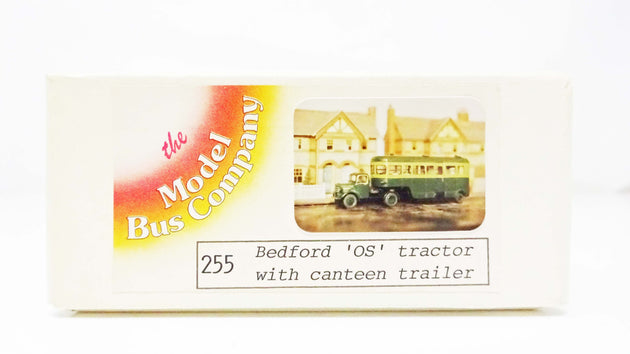 the
Model
Bus Company
255
Bedford 'OS' tractor
with canteen trailer